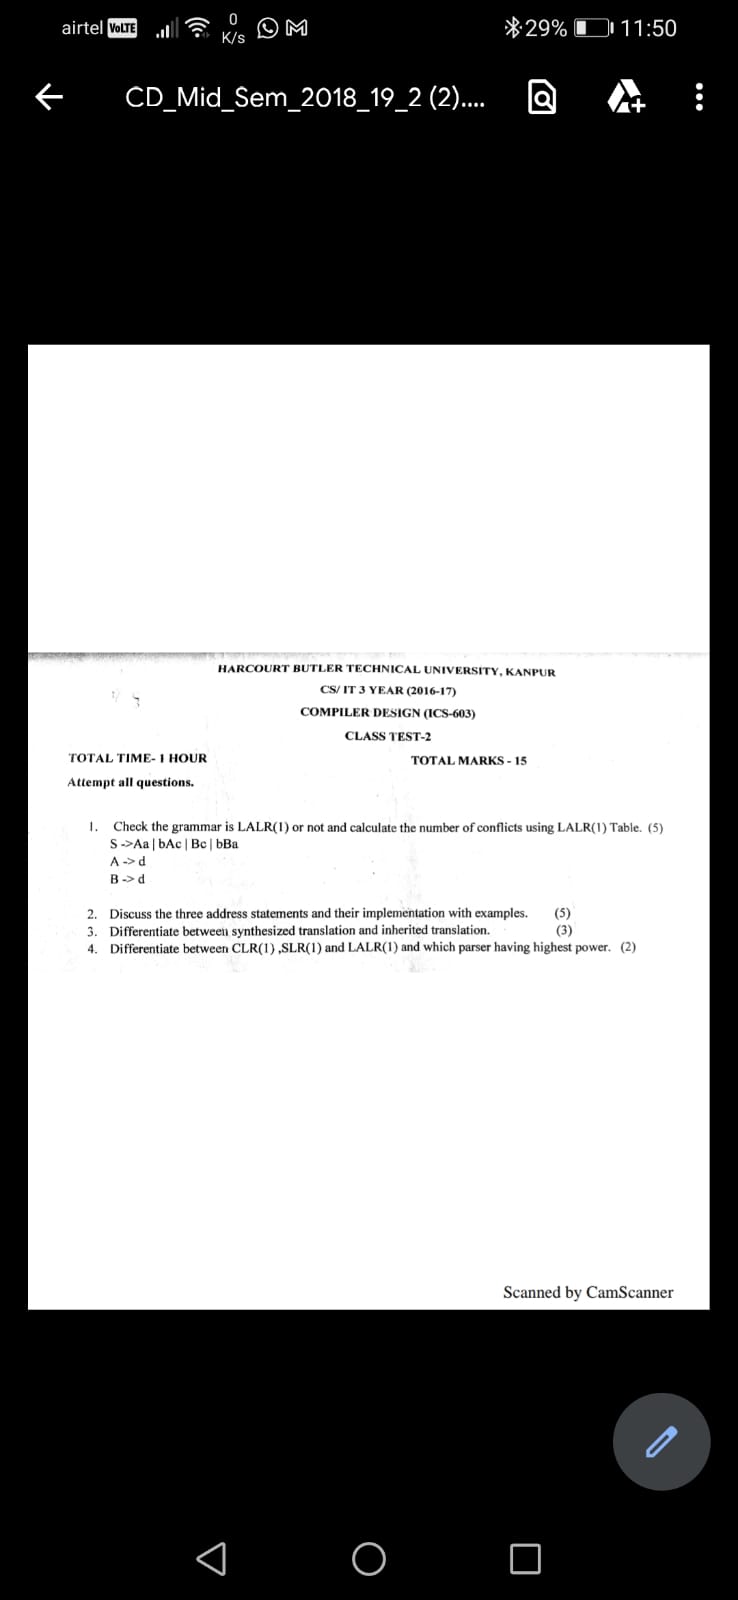 airtel VoLTE 0 K/s 29% 11:50
CD_Mid_Sem_2018_19_2 (2)....
HARCOURT BUTLER TECHNICAL UNIVERSITY, KANPUR
CS/ IT 3 YEAR (2016-17)
COMPILER DESIGN (ICS-603)
CLASS TEST-2
TOTAL TIME- 1 HOUR TOTAL MARKS - 15
Attempt all questions.
1. Check the grammar is LALR(1) or not and calculate the number of conflicts using LALR(1) Table. (5)
S ->Aa | bAc | Bc | bBa
A -> d
B -> d
2. Discuss the three address statements and their implementation with examples. (5)
3. Differentiate between synthesized translation and inherited translation. (3)
4. Differentiate between CLR(1) ,SLR(1) and LALR(1) and which parser having highest power. (2)
Scanned by CamScanner